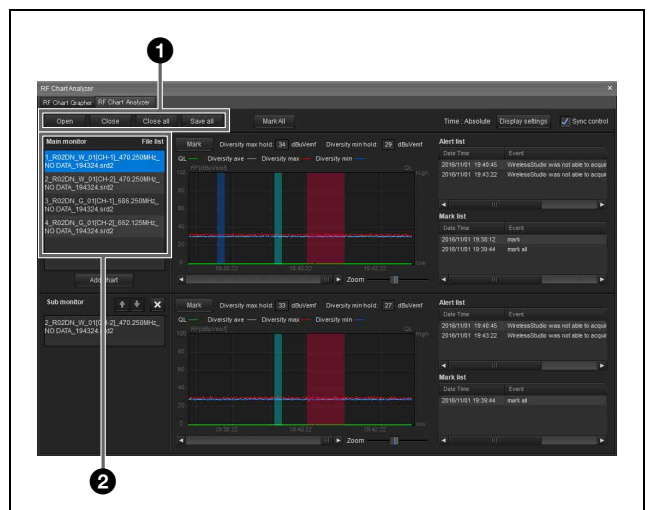 1
RF Chart Analyzer ×
RF Chart Grapher RF Chart Analyzer
Open Close Close all Save all Mark All Time : Absolute Display settings Sync control
Main monitor File list
1_R02DN_W_01[CH-1]_470.250MHz_
NO DATA_194324.srd2
2_R02DN_W_01[CH-2]_470.250MHz_
NO DATA_194324.srd2
3_R02DN_G_01[CH-1]_686.250MHz_
NO DATA_194324.srd2
4_R02DN_G_01[CH-2]_662.125MHz_
NO DATA_194324.srd2
Add chart
Mark Diversity max hold: 34 dBuVemf Diversity min hold: 29 dBuVemf
QL Diversity ave Diversity max Diversity min
RF[dBuVemf] QL
100 high
80
60
40
20
0 low
19:38:22 19:40:22 19:42:22
Zoom
Alert list
Date Time Event
2016/11/01 19:40:45 WirelessStudio was not able to acquir
2016/11/01 19:43:22 WirelessStudio was not able to acquir
Mark list
Date Time Event
2016/11/01 19:38:12 mark
2016/11/01 19:39:44 mark all
Sub monitor
2_R02DN_W_01[CH-2]_470.250MHz_
NO DATA_194324.srd2
Mark Diversity max hold: 33 dBuVemf Diversity min hold: 27 dBuVemf
QL Diversity ave Diversity max Diversity min
RF[dBuVemf] QL
100 high
80
60
40
20
0 low
19:38:22 19:40:22 19:42:22
Zoom
Alert list
Date Time Event
2016/11/01 19:40:45 WirelessStudio was not able to acquir
2016/11/01 19:43:22 WirelessStudio was not able to acquir
Mark list
Date Time Event
2016/11/01 19:39:44 mark all
2